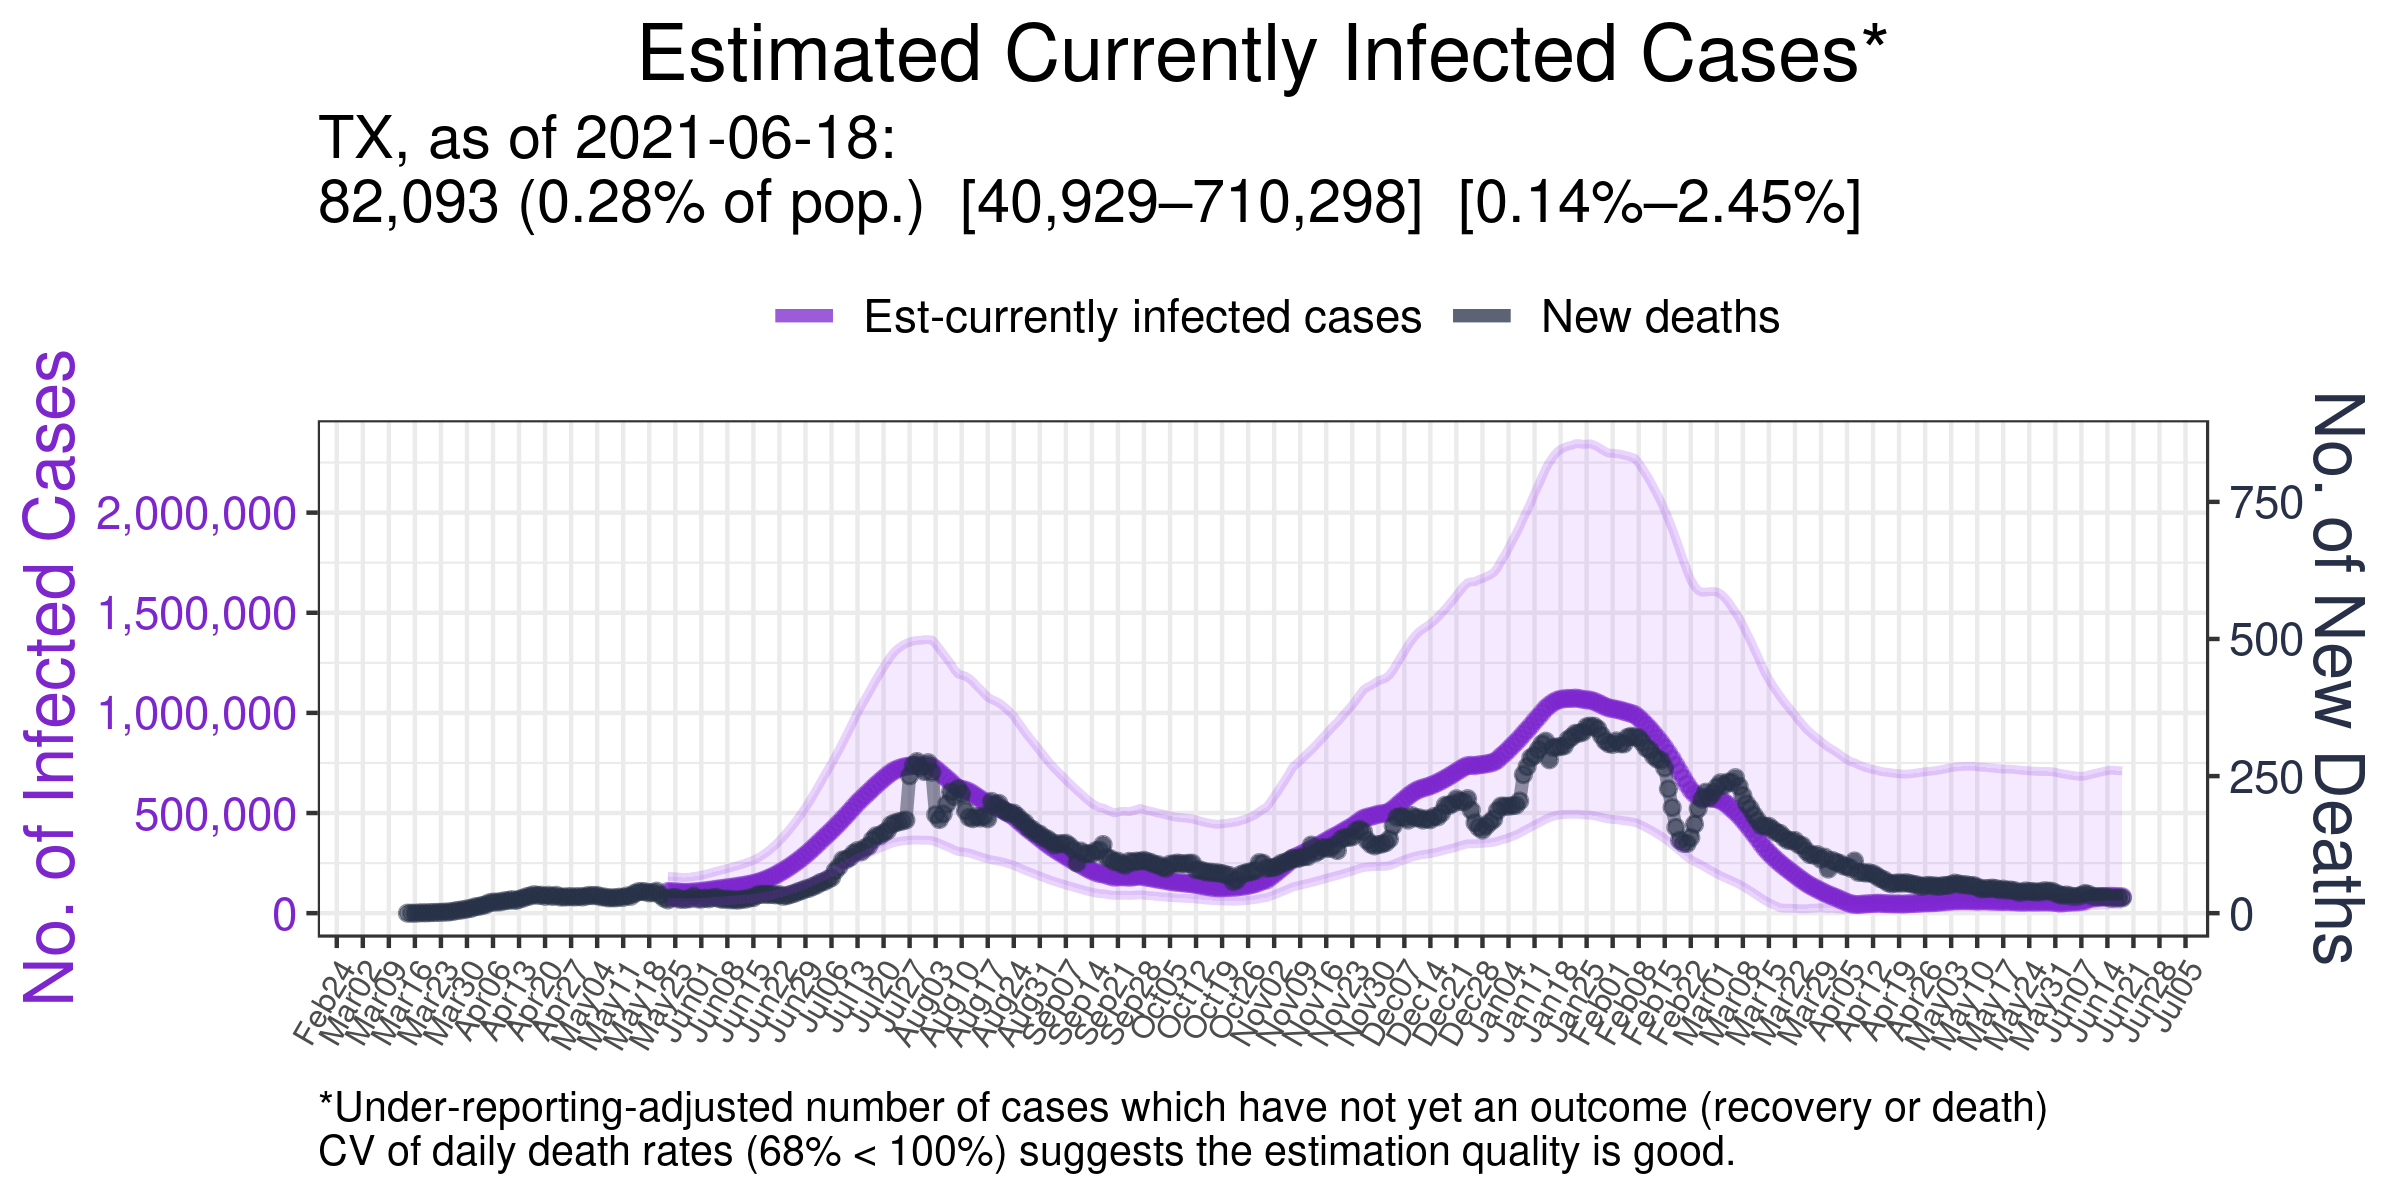 Estimated Currently Infected Cases*
TX, as of 2021-06-18:
82,093 (0.28% of pop.) [40,929–710,298] [0.14%–2.45%]
Est-currently infected cases
New deaths
No. of Infected Cases
2,000,000
1,500,000
1,000,000
500,000
0
750
500
250
0
No. of New Deaths
Feb24
Mar02
Mar09
Mar16
Mar23
Mar30
Apr06
Apr13
Apr20
Apr27
May04
May11
May18
May25
Jun01
Jun08
Jun15
Jun22
Jun29
Jul06
Jul13
Jul20
Jul27
Aug03
Aug10
Aug17
Aug24
Aug31
Sep07
Sep14
Sep21
Sep28
Oct05
Oct12
Oct19
Oct26
Nov02
Nov09
Nov16
Nov23
Nov30
Dec07
Dec14
Dec21
Dec28
Jan04
Jan11
Jan18
Jan25
Feb01
Feb08
Feb15
Feb22
Mar01
Mar08
Mar15
Mar22
Mar29
Apr05
Apr12
Apr19
Apr26
May03
May10
May17
May24
May31
Jun07
Jun14
Jun21
Jun28
Jul05
*Under-reporting-adjusted number of cases which have not yet an outcome (recovery or death)
CV of daily death rates (68% < 100%) suggests the estimation quality is good.